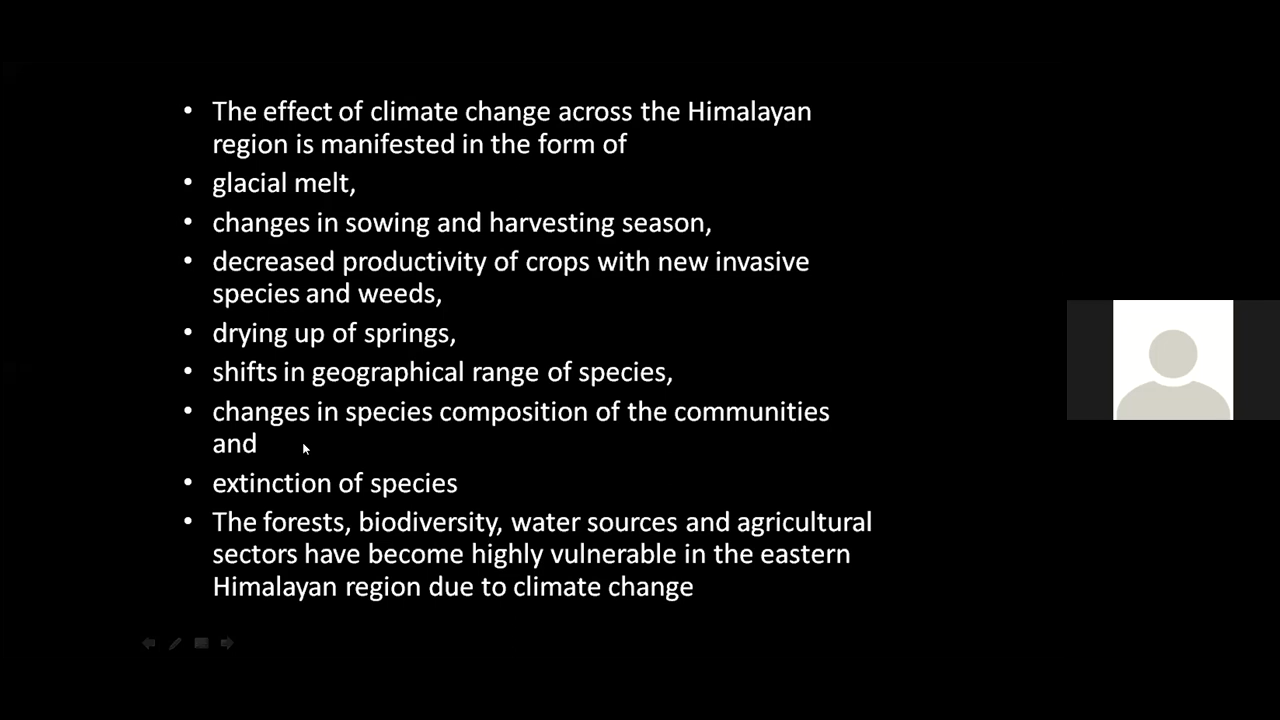 • The effect of climate change across the Himalayan
region is manifested in the form of
• glacial melt,
• changes in sowing and harvesting season,
• decreased productivity of crops with new invasive
species and weeds,
• drying up of springs,
• shifts in geographical range of species,
• changes in species composition of the communities
and
• extinction of species
• The forests, biodiversity, water sources and agricultural
sectors have become highly vulnerable in the eastern
Himalayan region due to climate change